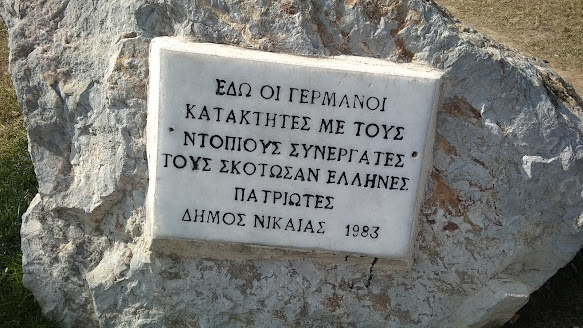 ΕΔΩ ΟΙ ΓΕΡΜΑΝΟΙ
ΚΑΤΑΚΤΗΤΕΣ ΜΕ ΤΟΥΣ
ΝΤΟΠΙΟΥΣ ΣΥΝΕΡΓΑΤΕΣ
ΤΟΥΣ ΣΚΟΤΩΣΑΝ ΕΛΛΗΝΕΣ
ΠΑΤΡΙΩΤΕΣ
ΔΗΜΟΣ ΝΙΚΑΙΑΣ 1983